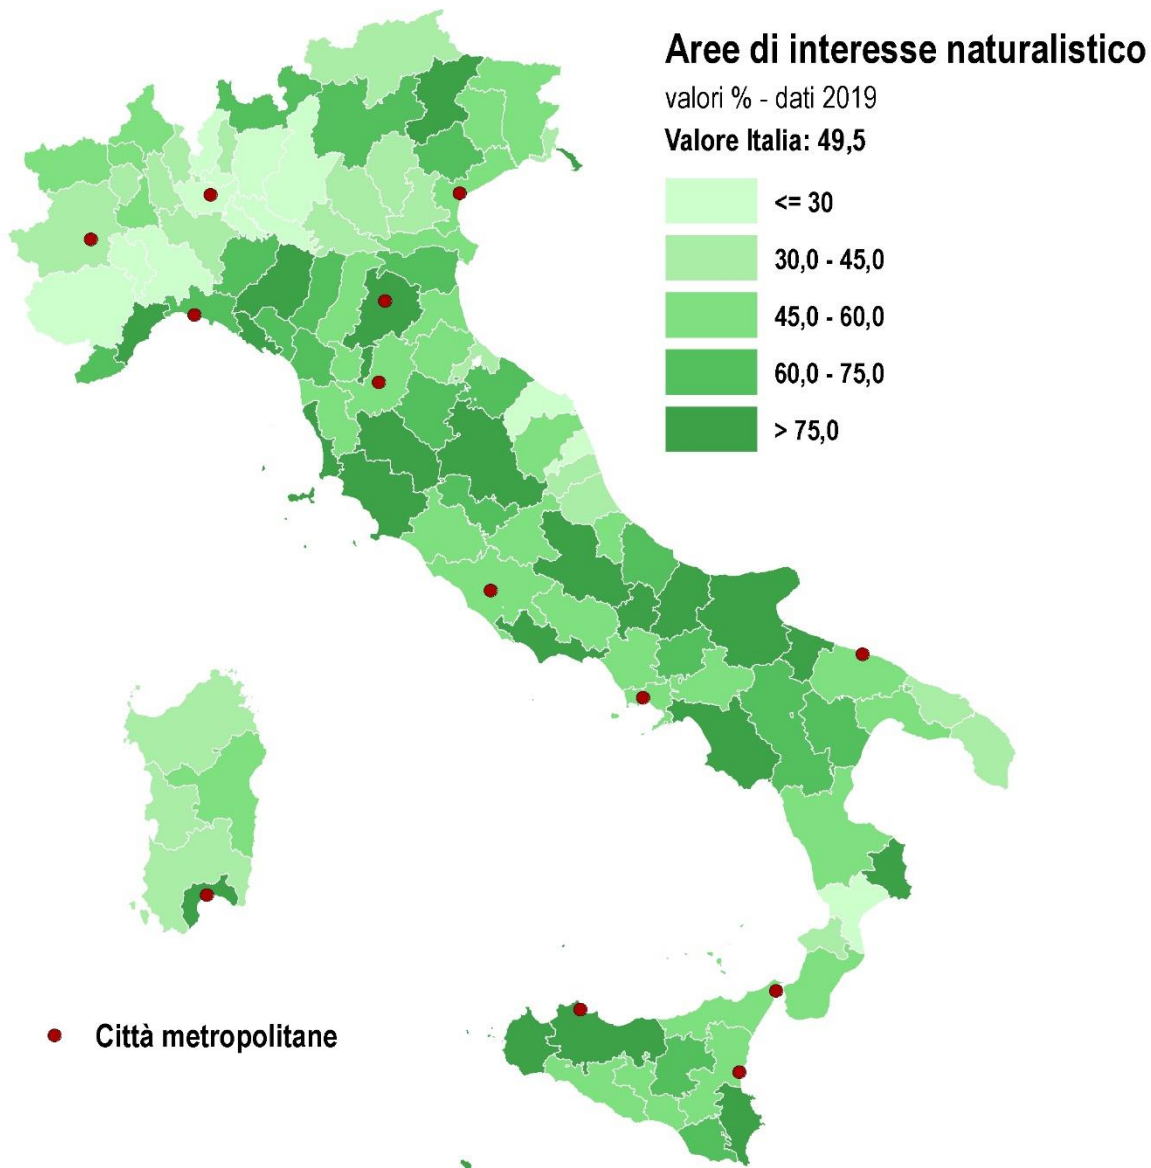 Aree di interesse naturalistico
valori % - dati 2019
Valore Italia: 49,5
<= 30
30,0 - 45,0
45,0 - 60,0
60,0 - 75,0
> 75,0
Città metropolitane